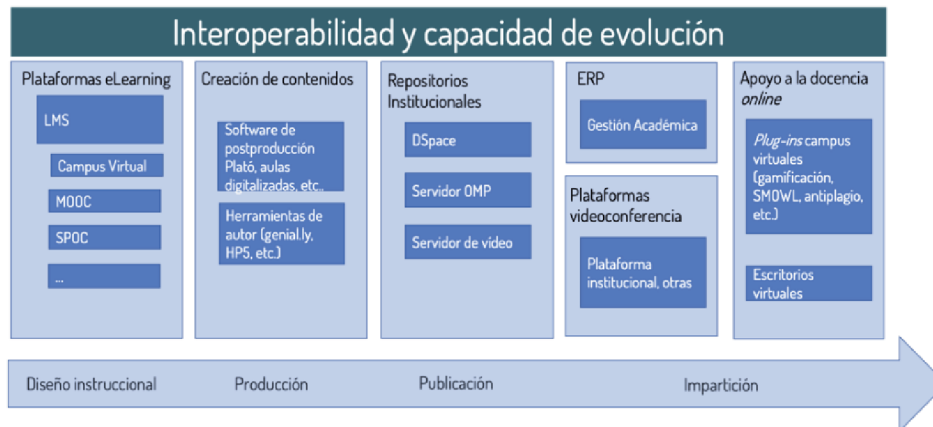 Interoperabilidad y capacidad de evolución
Plataformas eLearning
LMS
Campus Virtual
MOOC
SPOC
...
Creación de contenidos
Software de
postproducción
Plató, aulas
digitalizadas, etc..
Herramientas de
autor (genial.ly,
HP5, etc.)
Repositorios
Institucionales
DSpace
Servidor OMP
Servidor de vídeo
ERP
Gestión Académica
Plataformas
videoconferencia
Plataforma
institucional, otras
Apoyo a la docencia
online
Plug-ins campus
virtuales
(gamificación,
SMOWL, antiplagio,
etc.)
Escritorios
virtuales
Diseño instruccional
Producción
Publicación
Impartición